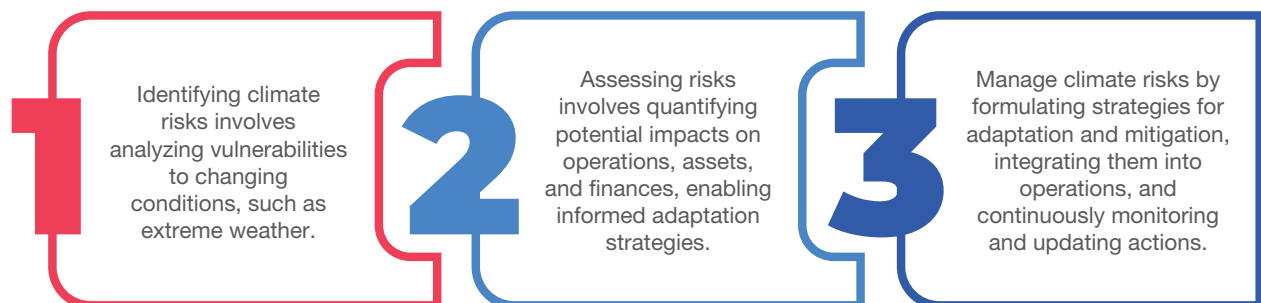 1
Identifying climate
risks involves
analyzing vulnerabilities
to changing
conditions, such as
extreme weather.
2
Assessing risks
involves quantifying
potential impacts on
operations, assets,
and finances, enabling
informed adaptation
strategies.
3
Manage climate risks by
formulating strategies for
adaptation and mitigation,
integrating them into
operations, and
continuously monitoring
and updating actions.